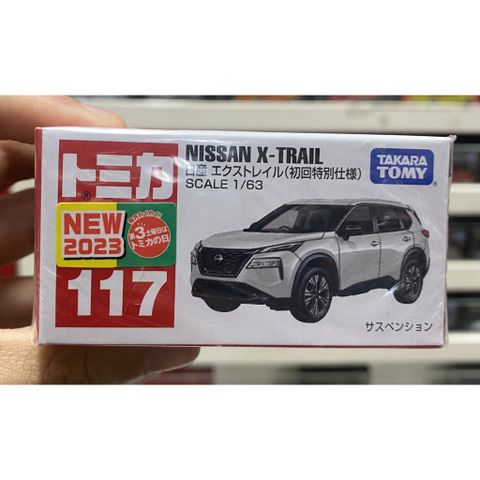 トミカ
NISSAN X-TRAIL
日産 エクストレイル(初回特別仕様)
SCALE 1/63
TAKARA
TOMY
NEW
2023
第3土曜日は
トミカの日
117
サスペンション